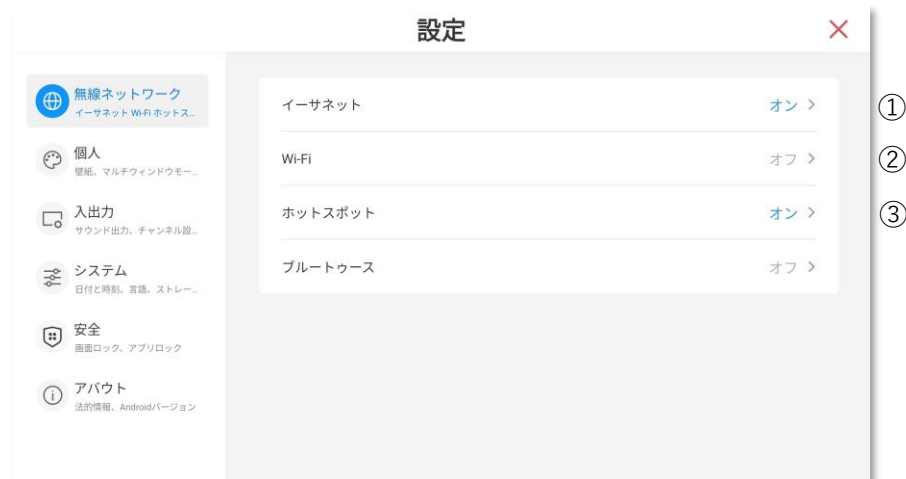 設定
無線ネットワーク
イーサネット Wi-Fi ホットス...
個人
壁紙、マルチウィンドウモー...
入出力
サウンド出力、チャンネル設...
システム
日付と時刻、言語、ストレー...
安全
画面ロック、アプリロック
アバウト
法的情報、Androidバージョン
イーサネット オン ①
Wi-Fi オフ ②
ホットスポット オン ③
ブルートゥース オフ